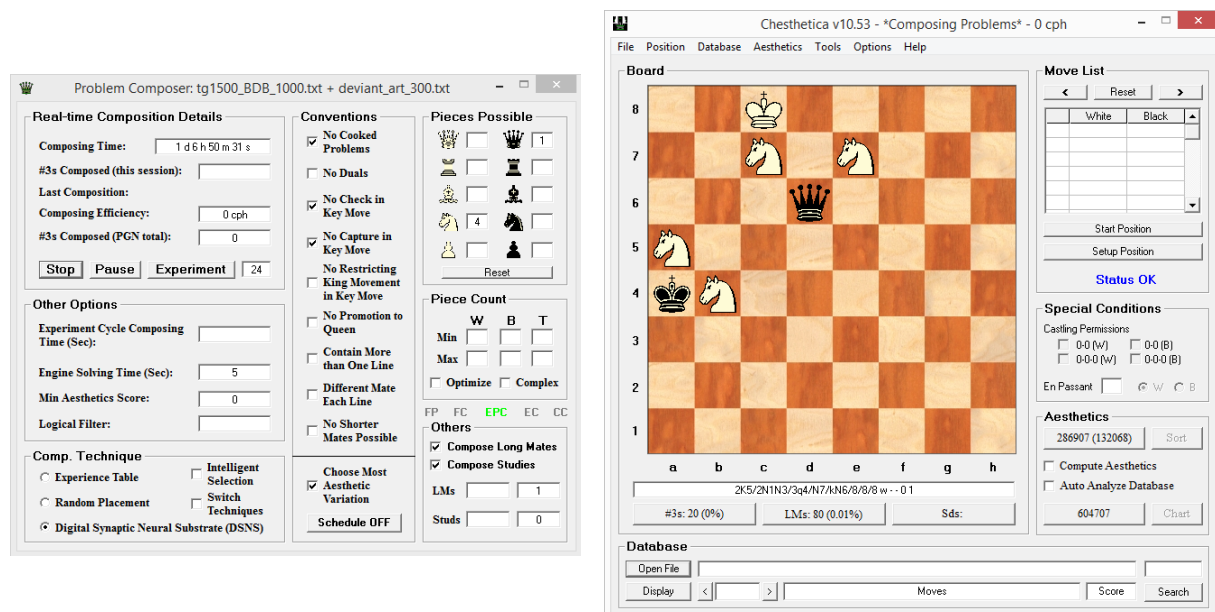 Problem Composer: tg1500_BDB_1000.txt + deviant_art_300.txt
Real-time Composition Details
Composing Time: 1 d 6 h 50 m 31 s
#3s Composed (this session):
Last Composition:
Composing Efficiency: 0 cph
#3s Composed (PGN total): 0
Stop Pause Experiment 24
Other Options
Experiment Cycle Composing
Time (Sec):
Engine Solving Time (Sec): 5
Min Aesthetics Score: 0
Logical Filter:
Comp. Technique
Experience Table
Random Placement
Digital Synaptic Neural Substrate (DSNS)
Intelligent
Selection
Switch
Techniques
Conventions
No Cooked
Problems
No Duals
No Check in
Key Move
No Capture in
Key Move
No Restricting
King Movement
in Key Move
No Promotion to
Queen
Contain More
than One Line
Different Mate
Each Line
No Shorter
Mates Possible
Choose Most
Aesthetic
Variation
Schedule OFF
Pieces Possible
1
4
Reset
Piece Count
W B T
Min
Max
Optimize Complex
FP FC EPC EC CC
Others
Compose Long Mates
Compose Studies
LMs 1
Studs 0
Chesthetica v10.53 - *Composing Problems* - 0 cph
File Position Database Aesthetics Tools Options Help
Board
8
7
6
5
4
3
2
1
a b c d e f g h
2K5/2N1N3/3q4/N7/kN6/8/8/8 w - - 0 1
#3s: 20 (0%) LMs: 80 (0.01%) Sds:
Move List
< Reset >
White Black
Start Position
Setup Position
Status OK
Special Conditions
Castling Permissions
0-0 (W) 0-0 (B)
0-0-0 (W) 0-0-0 (B)
En Passant W B
Aesthetics
286907 (132068) Sort
Compute Aesthetics
Auto Analyze Database
604707 Chart
Database
Open File
Display < > Moves Score Search